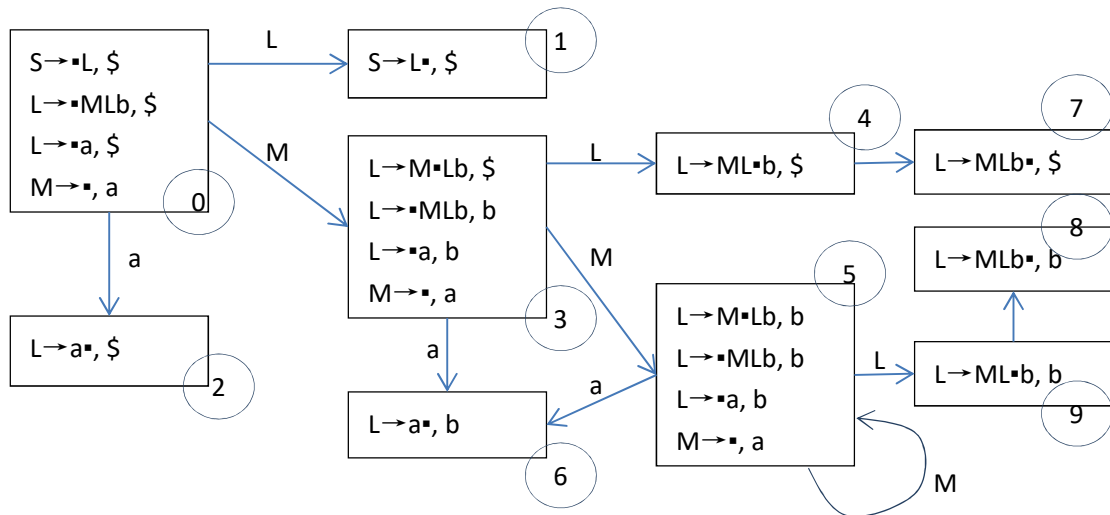 S→▪L, $
L→▪MLb, $
L→▪a, $
M→▪, a
0
L
S→L▪, $
1
M
a
L→a▪, $
2
L→M▪Lb, $
L→▪MLb, b
L→▪a, b
M→▪, a
3
L
M
a
L→a▪, b
6
L→ML▪b, $
4
L→MLb▪, $
7
L→M▪Lb, b
L→▪MLb, b
L→▪a, b
M→▪, a
5
a
L
M
L→MLb▪, b
8
L→ML▪b, b
9